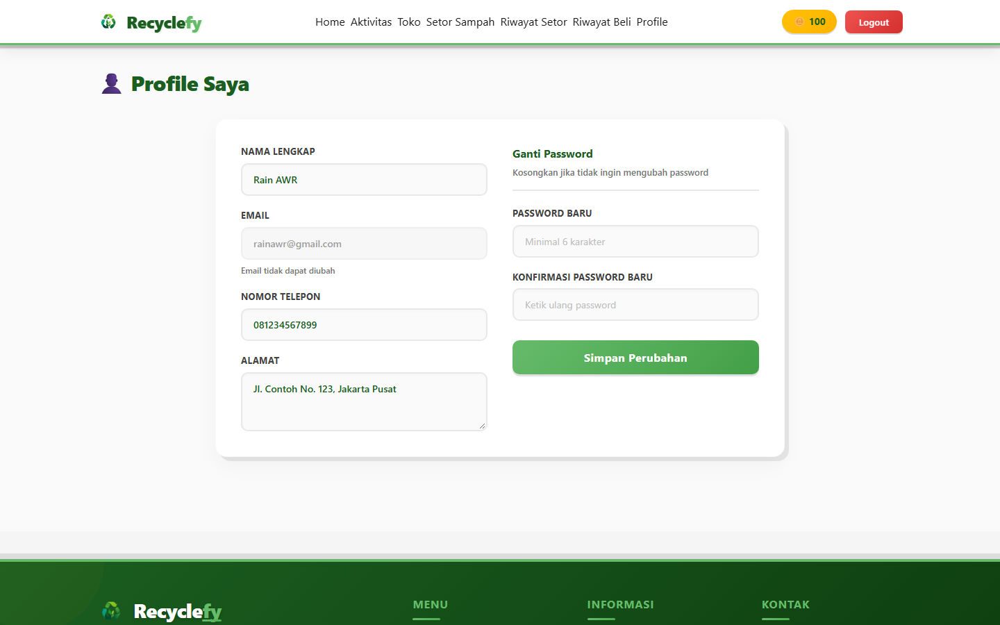 Recyclefy
Home Aktivitas Toko Setor Sampah Riwayat Setor Riwayat Beli Profile
100
Logout
Profile Saya
NAMA LENGKAP
Rain AWR
EMAIL
rainawr@gmail.com
Email tidak dapat diubah
NOMOR TELEPON
081234567899
ALAMAT
Jl. Contoh No. 123, Jakarta Pusat
Ganti Password
Kosongkan jika tidak ingin mengubah password
PASSWORD BARU
Minimal 6 karakter
KONFIRMASI PASSWORD BARU
Ketik ulang password
Simpan Perubahan
Recyclefy
MENU
INFORMASI
KONTAK